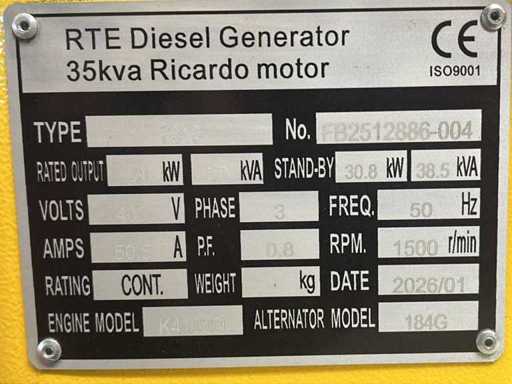 RTE Diesel Generator
35kva Ricardo motor
CE
ISO9001
TYPE No. FB2512886-004
RATED OUTPUT kW kVA STAND-BY 30.8 kW 38.5 kVA
VOLTS V PHASE 3 FREQ. 50 Hz
AMPS A P.F. 0.8 RPM. 1500 r/min
RATING CONT. WEIGHT kg DATE 2026/01
ENGINE MODEL ALTERNATOR MODEL 184G